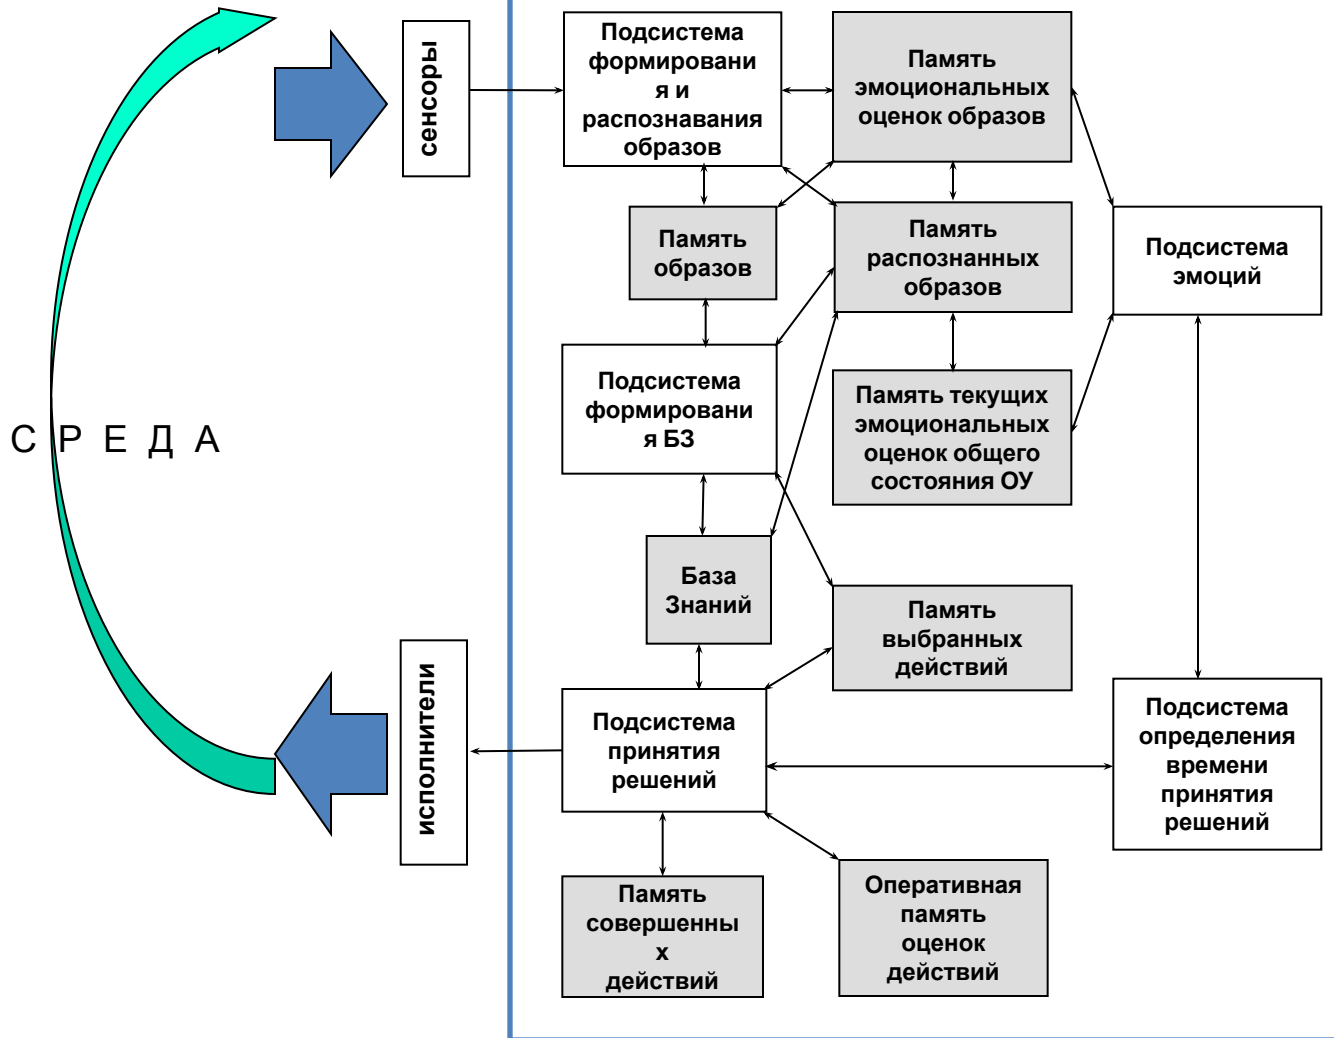 сенсоры
Подсистема
формировани
я и
распознавания
образов
Память
эмоциональных
оценок образов
Память
образов
Память
распознанных
образов
Подсистема
эмоций
Подсистема
формировани
я БЗ
Память текущих
эмоциональных
оценок общего
состояния ОУ
С Р Е Д А
База
Знаний
Память
выбранных
действий
исполнители
Подсистема
принятия
решений
Подсистема
определения
времени
принятия
решений
Память
совершенны
х
действий
Оперативная
память
оценок
действий